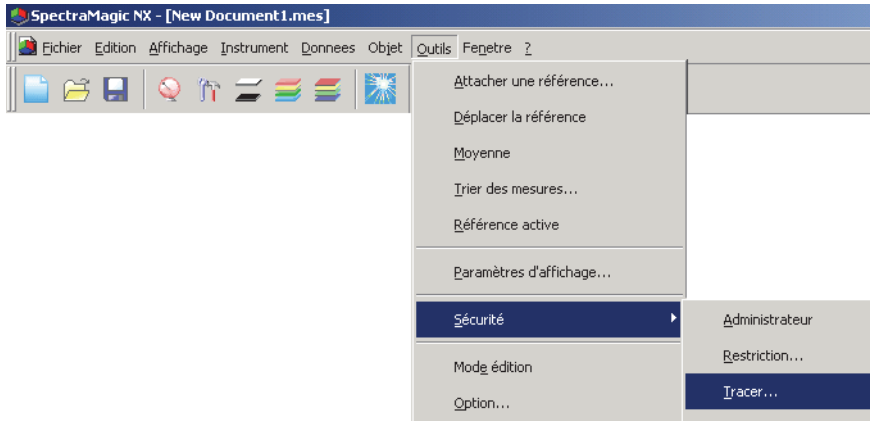 SpectraMagic NX - [New Document1.mes]
Fichier Edition Affichage Instrument Donnees Objet Outils Fenetre ?
Attacher une référence...
Déplacer la référence
Moyenne
Trier des mesures...
Référence active
Paramètres d'affichage...
Sécurité
Administrateur
Restriction...
Mode édition
Tracer...
Option...